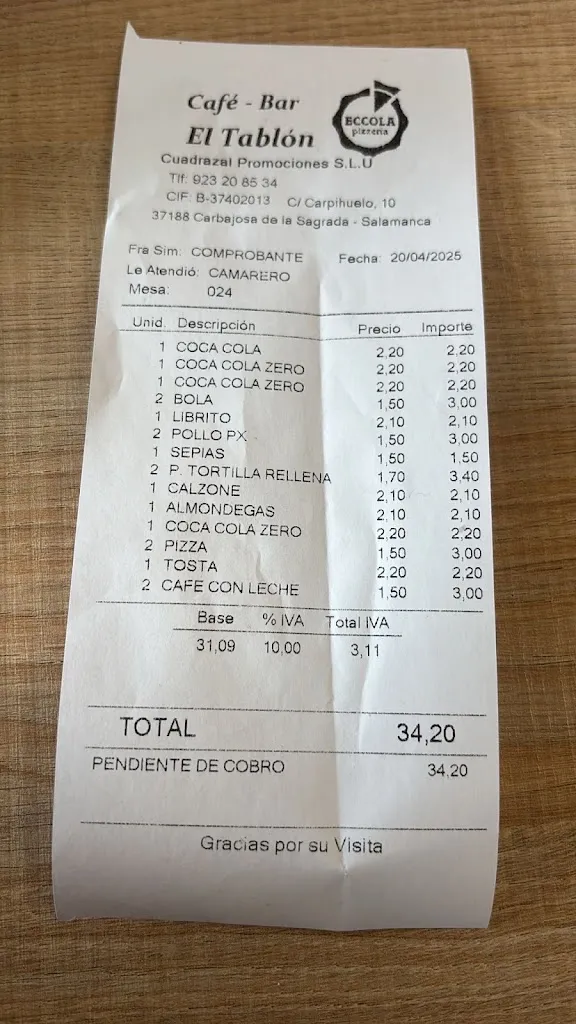 Café - Bar
El Tablón
ECCOLA
pizzeria
Cuadrazal Promociones S.L.U
Tlf: 923 20 85 34
CIF: B-37402013 C/ Carpihuelo, 10
37188 Carbajosa de la Sagrada - Salamanca
Fra Sim: COMPROBANTE Fecha: 20/04/2025
Le Atendió: CAMARERO
Mesa: 024
Unid. Descripción Precio Importe
1 COCA COLA 2,20 2,20
1 COCA COLA ZERO 2,20 2,20
1 COCA COLA ZERO 2,20 2,20
2 BOLA 1,50 3,00
1 LIBRITO 2,10 2,10
2 POLLO PX 1,50 3,00
1 SEPIAS 1,50 1,50
2 P. TORTILLA RELLENA 1,70 3,40
1 CALZONE 2,10 2,10
1 ALMONDEGAS 2,10 2,10
1 COCA COLA ZERO 2,20 2,20
2 PIZZA 1,50 3,00
1 TOSTA 2,20 2,20
2 CAFE CON LECHE 1,50 3,00
Base % IVA Total IVA
31,09 10,00 3,11
TOTAL 34,20
PENDIENTE DE COBRO 34,20
Gracias por su Visita